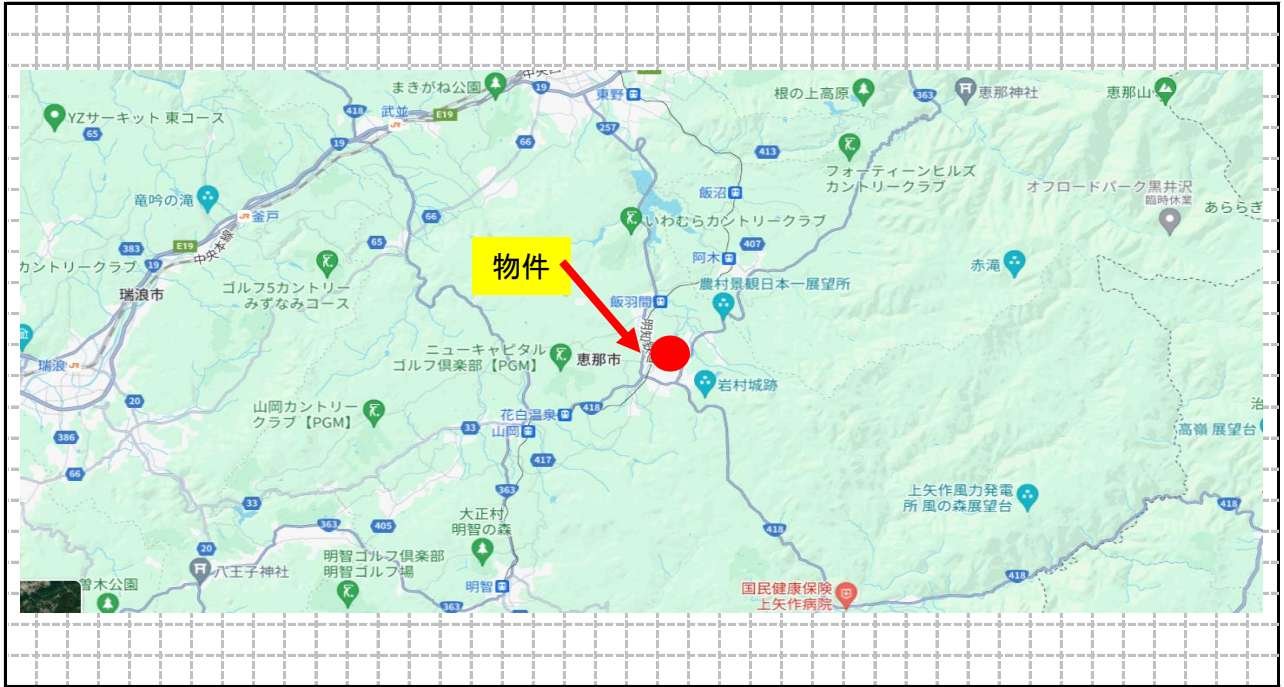 中央
まきがね公園
19
東野
根の上高原
363
恵那神社
恵那山
YZサーキット 東コース
65
418
武並
E19
257
19
66
413
フォーティーンヒルズ
カントリークラブ
オフロードパーク黒井沢
臨時休業
竜吟の滝
飯沼
あららぎ
釜戸
66
いわむらカントリークラブ
383
E19
中央本線
65
407
カントリークラブ
19
物件
阿木
赤滝
瑞浪市
ゴルフ5カントリー
みずなみコース
農村景観日本一展望所
飯羽間
ニューキャピタル
ゴルフ倶楽部【PGM】
恵那市
瑞浪
JR
岩村城跡
20
山岡カントリー
クラブ【PGM】
花白温泉
418
治
386
33
山岡
高嶺 展望台
66
417
363
上矢作風力発電
所 風の森展望台
33
大正村
明智の森
418
363
405
418
20
明智ゴルフ倶楽部
明智ゴルフ場
八王子神社
418
曽木公園
明智
国民健康保険
上矢作病院
363